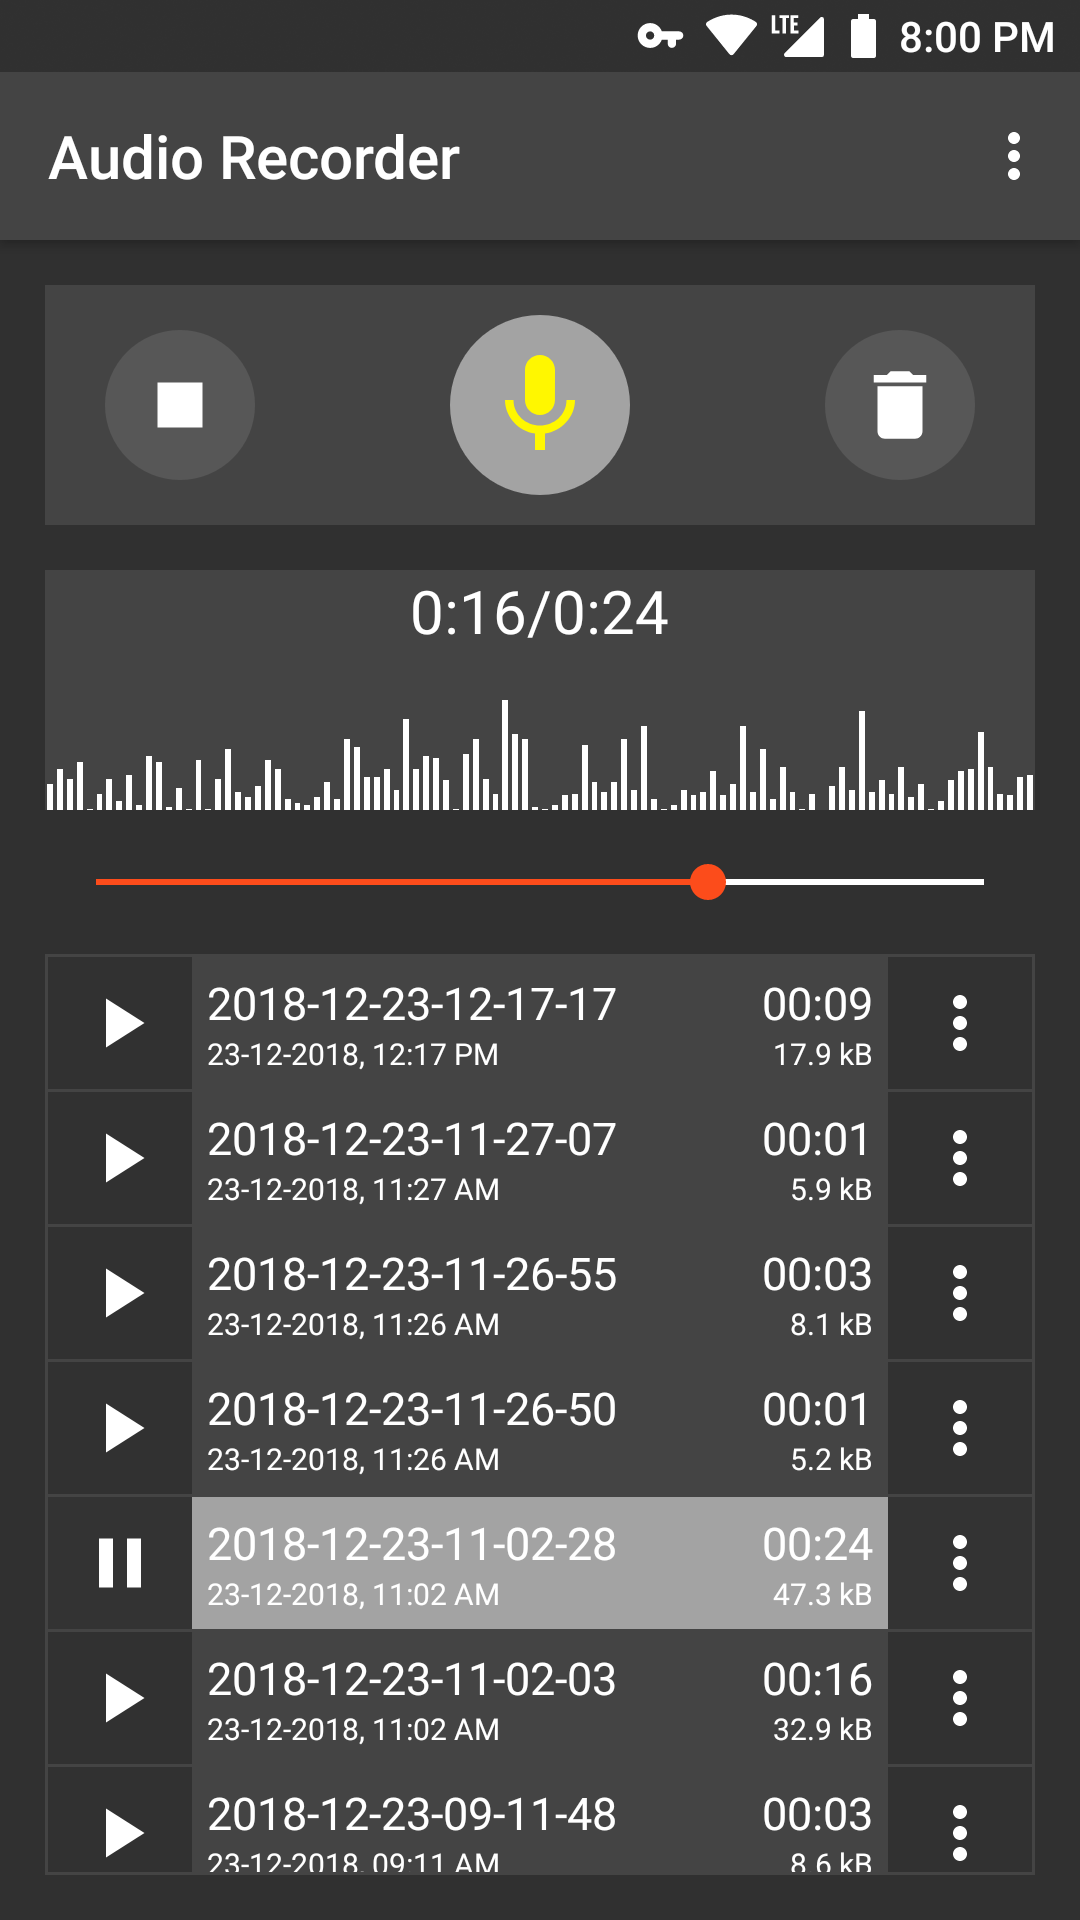 LTE 8:00 PM
Audio Recorder
0:16/0:24
2018-12-23-12-17-17 00:09
23-12-2018, 12:17 PM 17.9 kB
2018-12-23-11-27-07 00:01
23-12-2018, 11:27 AM 5.9 kB
2018-12-23-11-26-55 00:03
23-12-2018, 11:26 AM 8.1 kB
2018-12-23-11-26-50 00:01
23-12-2018, 11:26 AM 5.2 kB
2018-12-23-11-02-28 00:24
23-12-2018, 11:02 AM 47.3 kB
2018-12-23-11-02-03 00:16
23-12-2018, 11:02 AM 32.9 kB
2018-12-23-09-11-48 00:03
23-12-2018, 09:11 AM 8.6 kB